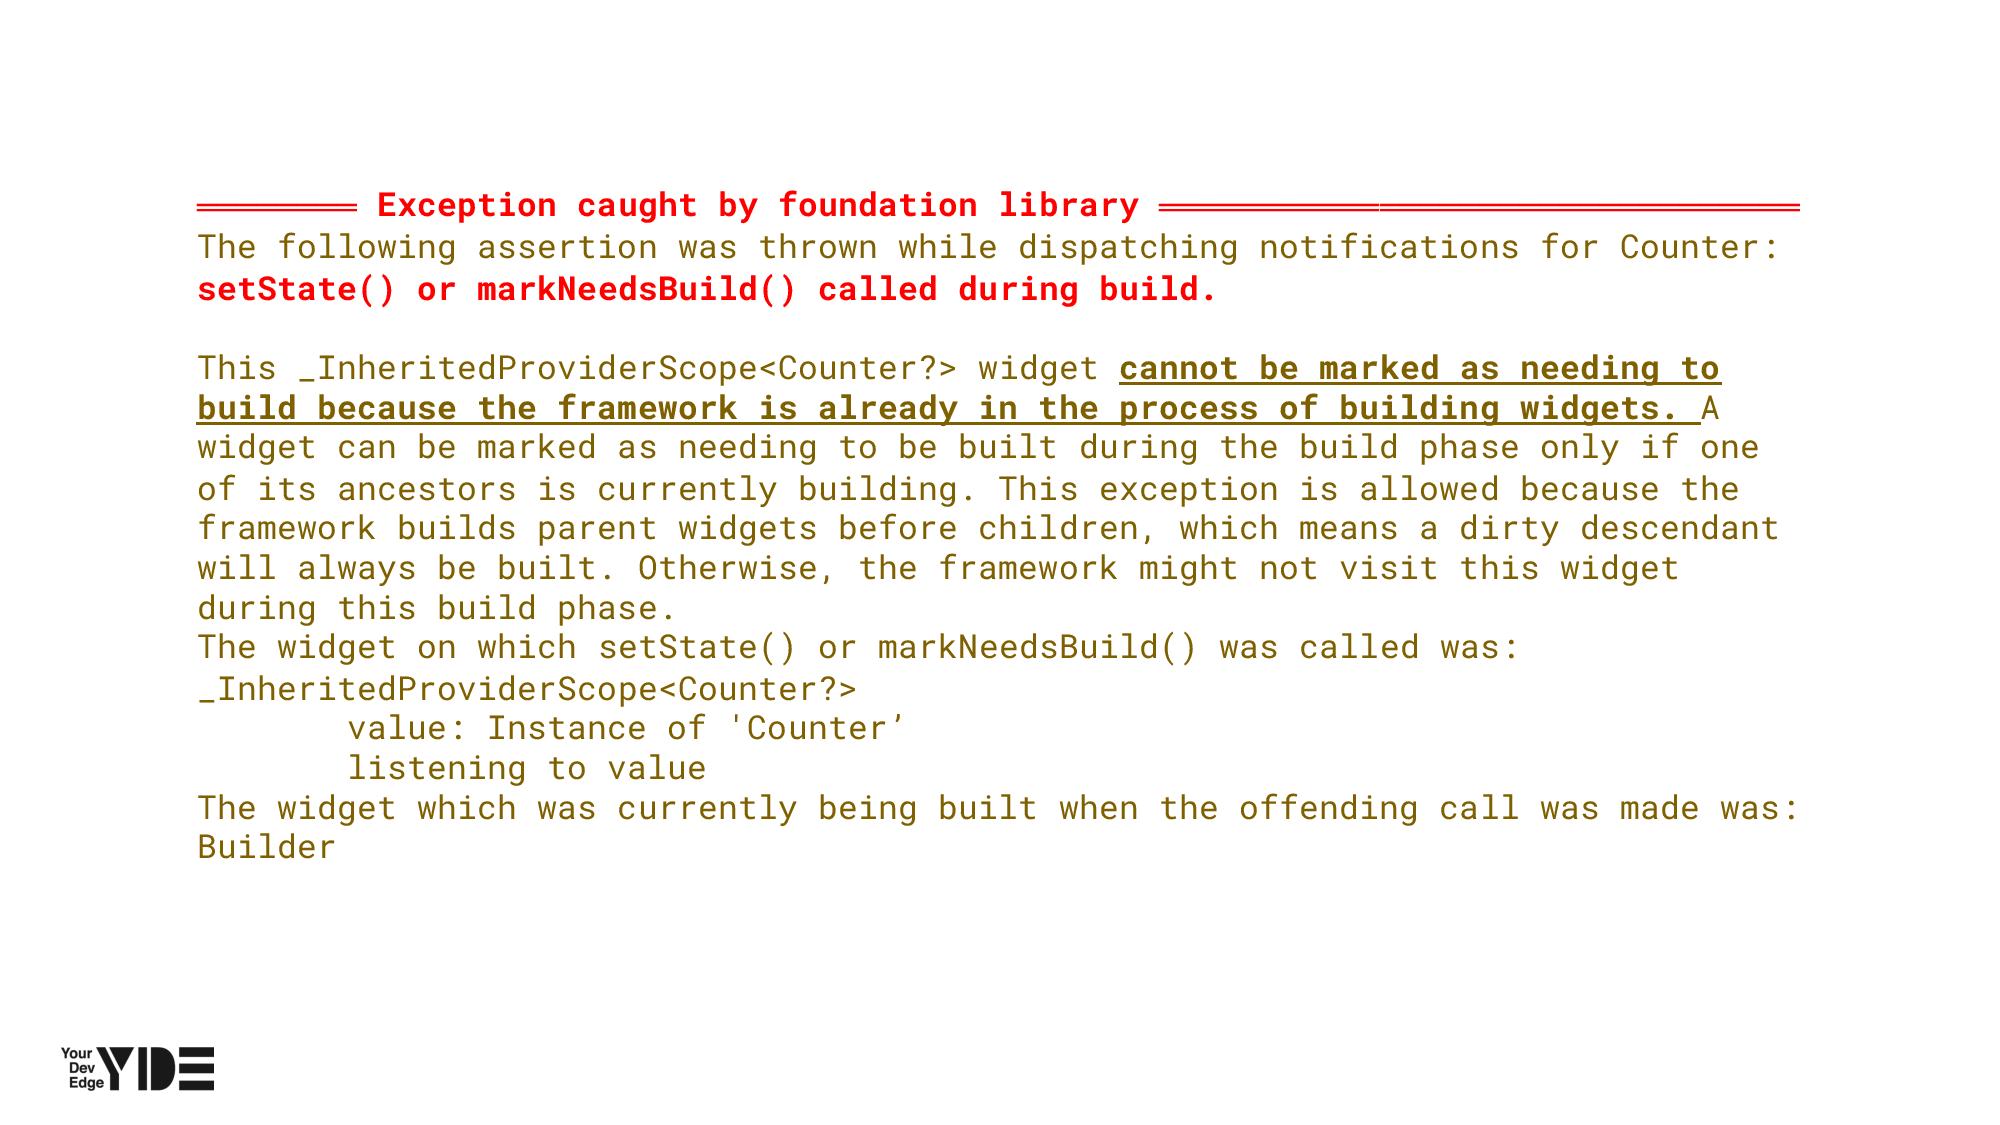 ═════════ Exception caught by foundation library ════════════════════════════════
The following assertion was thrown while dispatching notifications for Counter:
setState() or markNeedsBuild() called during build.
This _InheritedProviderScope<Counter?> widget cannot be marked as needing to
build because the framework is already in the process of building widgets. A
widget can be marked as needing to be built during the build phase only if one
of its ancestors is currently building. This exception is allowed because the
framework builds parent widgets before children, which means a dirty descendant
will always be built. Otherwise, the framework might not visit this widget
during this build phase.
The widget on which setState() or markNeedsBuild() was called was:
_InheritedProviderScope<Counter?>
value: Instance of 'Counter’
listening to value
The widget which was currently being built when the offending call was made was:
Builder
Your
Dev
Edge YDE